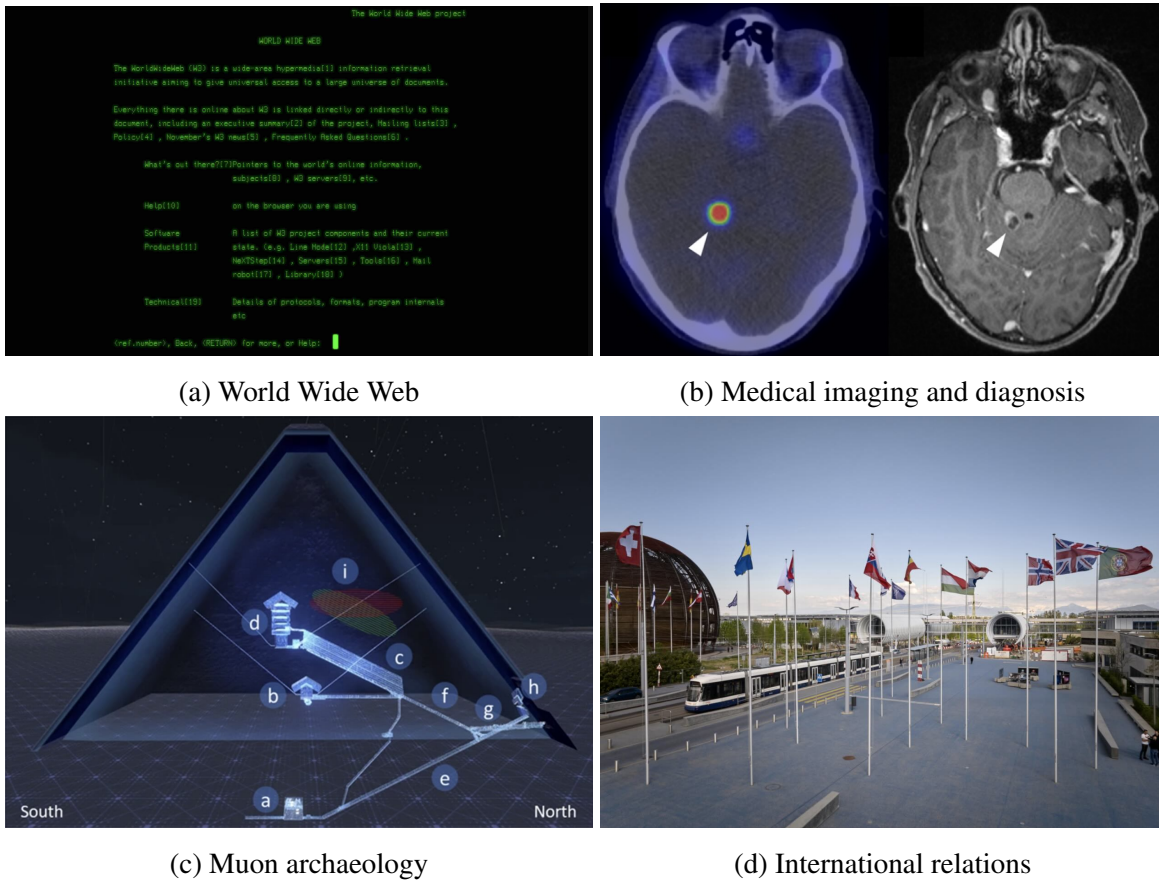 The World Wide Web project
WORLD WIDE WEB
The WorldWideWeb (W3) is a wide-area hypermedia[1] information retrieval
initiative aiming to give universal access to a large universe of documents.
Everything there is online about W3 is linked directly or indirectly to this
document, including an executive summary[2] of the project, Mailing lists[3] ,
Policy[4] , November's W3 news[5] , Frequently Asked Questions[6] .
What's out there?[7]Pointers to the world's online information,
subjects[8] , W3 servers[9], etc.
Help[10] on the browser you are using
Software A list of W3 project components and their current
Products[11] state. (e.g. Line Mode[12] ,X11 Viola[13] ,
NeXTStep[14] , Servers[15] , Tools[16] , Mail
robot[17] , Library[18] )
Technical[19] Details of protocols, formats, program internals
etc
<ref.number>, Back, <RETURN> for more, or Help:
(a) World Wide Web
(b) Medical imaging and diagnosis
i
d
c
b
f
h
g
e
a
South
North
(c) Muon archaeology
(d) International relations